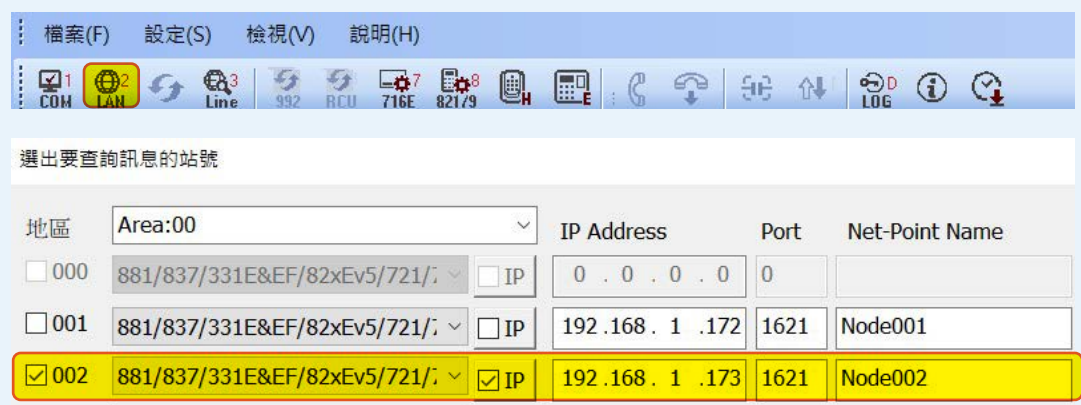 檔案(F) 設定(S) 檢視(V) 說明(H)
COM 1 LAN 2 Line 3 992 RCU 716E 7 821/9 8 H E LOG D
選出要查詢訊息的站號
地區 Area:00 IP Address Port Net-Point Name
000 881/837/331E&EF/82xEv5/721/ IP 0 . 0 . 0 . 0 0
001 881/837/331E&EF/82xEv5/721/ IP 192 .168 . 1 .172 1621 Node001
002 881/837/331E&EF/82xEv5/721/ IP 192 .168 . 1 .173 1621 Node002